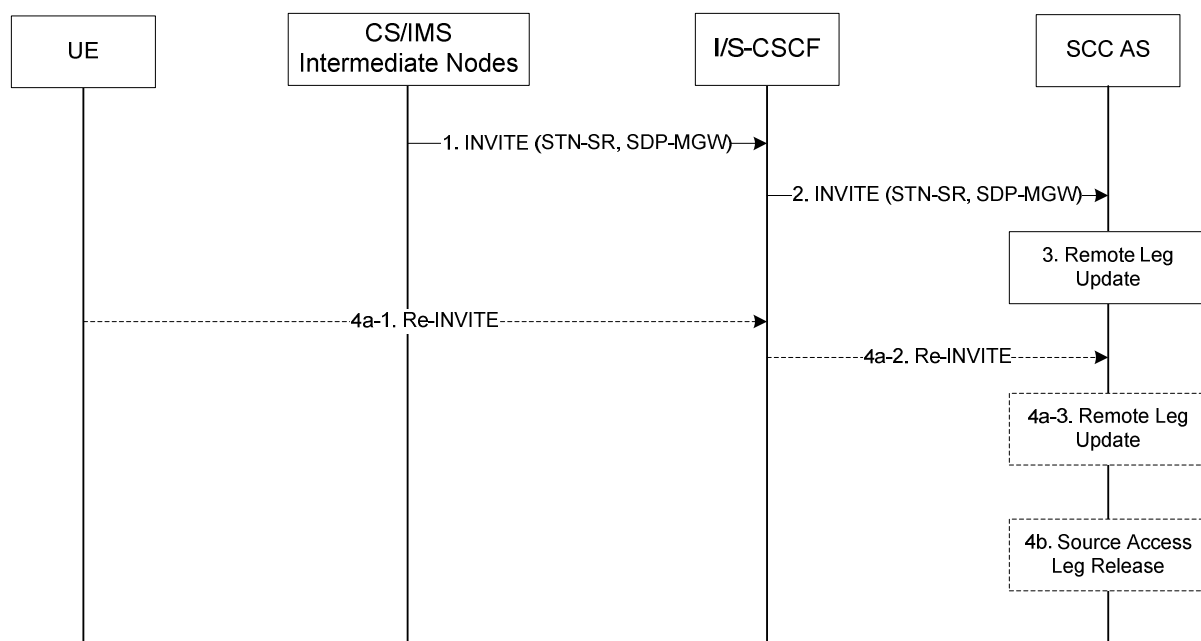 UE
CS/IMS
Intermediate Nodes
I/S-CSCF
SCC AS
1. INVITE (STN-SR, SDP-MGW)
2. INVITE (STN-SR, SDP-MGW)
3. Remote Leg
Update
4a-1. Re-INVITE
4a-2. Re-INVITE
4a-3. Remote Leg
Update
4b. Source Access
Leg Release